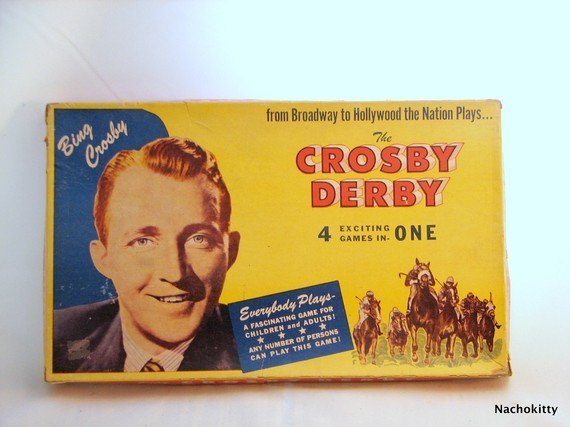 Bing
Crosby
from Broadway to Hollywood the Nation Plays...
The
CROSBY
DERBY
4 EXCITING GAMES IN- ONE
Everybody Plays-
A FASCINATING GAME FOR
CHILDREN and ADULTS!
★ ★ ★ ★
ANY NUMBER OF PERSONS
CAN PLAY THIS GAME!
Nachokitty